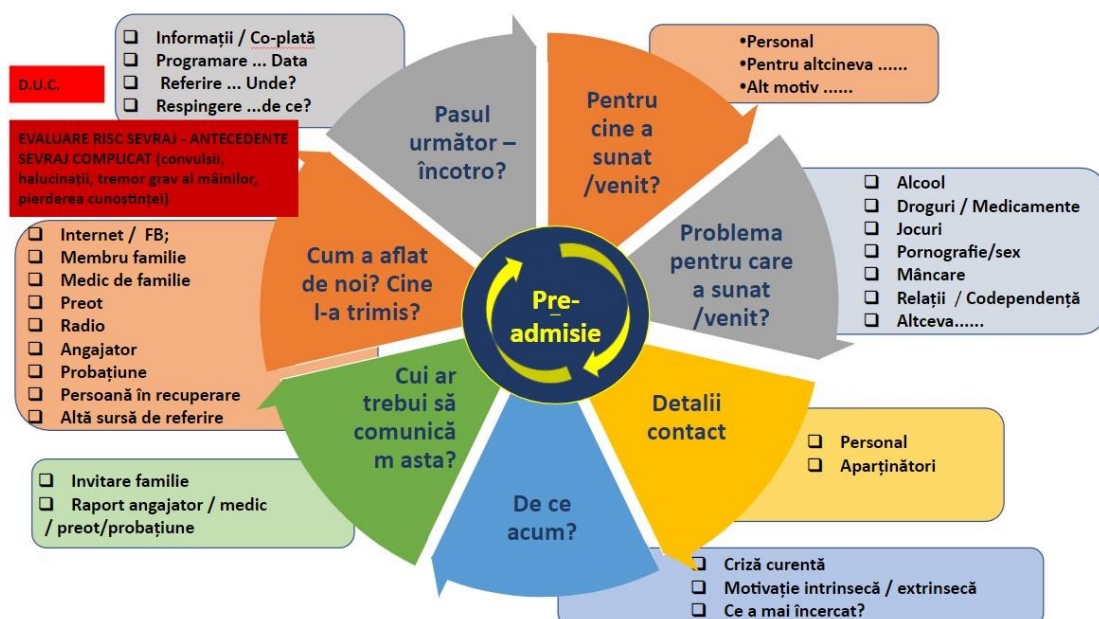 Informații / Co-plată
Programare ... Data
Referire ... Unde?
Respingere ...de ce?
D.U.C.
EVALUARE RISC SEVRAJ - ANTECEDENTE
SEVRAJ COMPLICAT (convulsii,
halucinații, tremor grav al mâinilor,
pierderea cunoștinței)
Pasul
următor –
încotro?
Pentru
cine a
sunat
/venit?
•Personal
•Pentru altcineva ......
•Alt motiv ......
Problema
pentru care
a sunat
/venit?
Alcool
Droguri / Medicamente
Jocuri
Pornografie/sex
Mâncare
Relații / Codependență
Altceva......
Cum a aflat
de noi? Cine
l-a trimis?
Internet / FB;
Membru familie
Medic de familie
Preot
Radio
Angajator
Probațiune
Persoană în recuperare
Altă sursă de referire
Pre-
admisie
Detalii
contact
Personal
Aparținători
Cui ar
trebui să
comunică
m asta?
Invitare familie
Raport angajator / medic
/ preot/probațiune
De ce
acum?
Criză curentă
Motivație intrinsecă / extrinsecă
Ce a mai încercat?